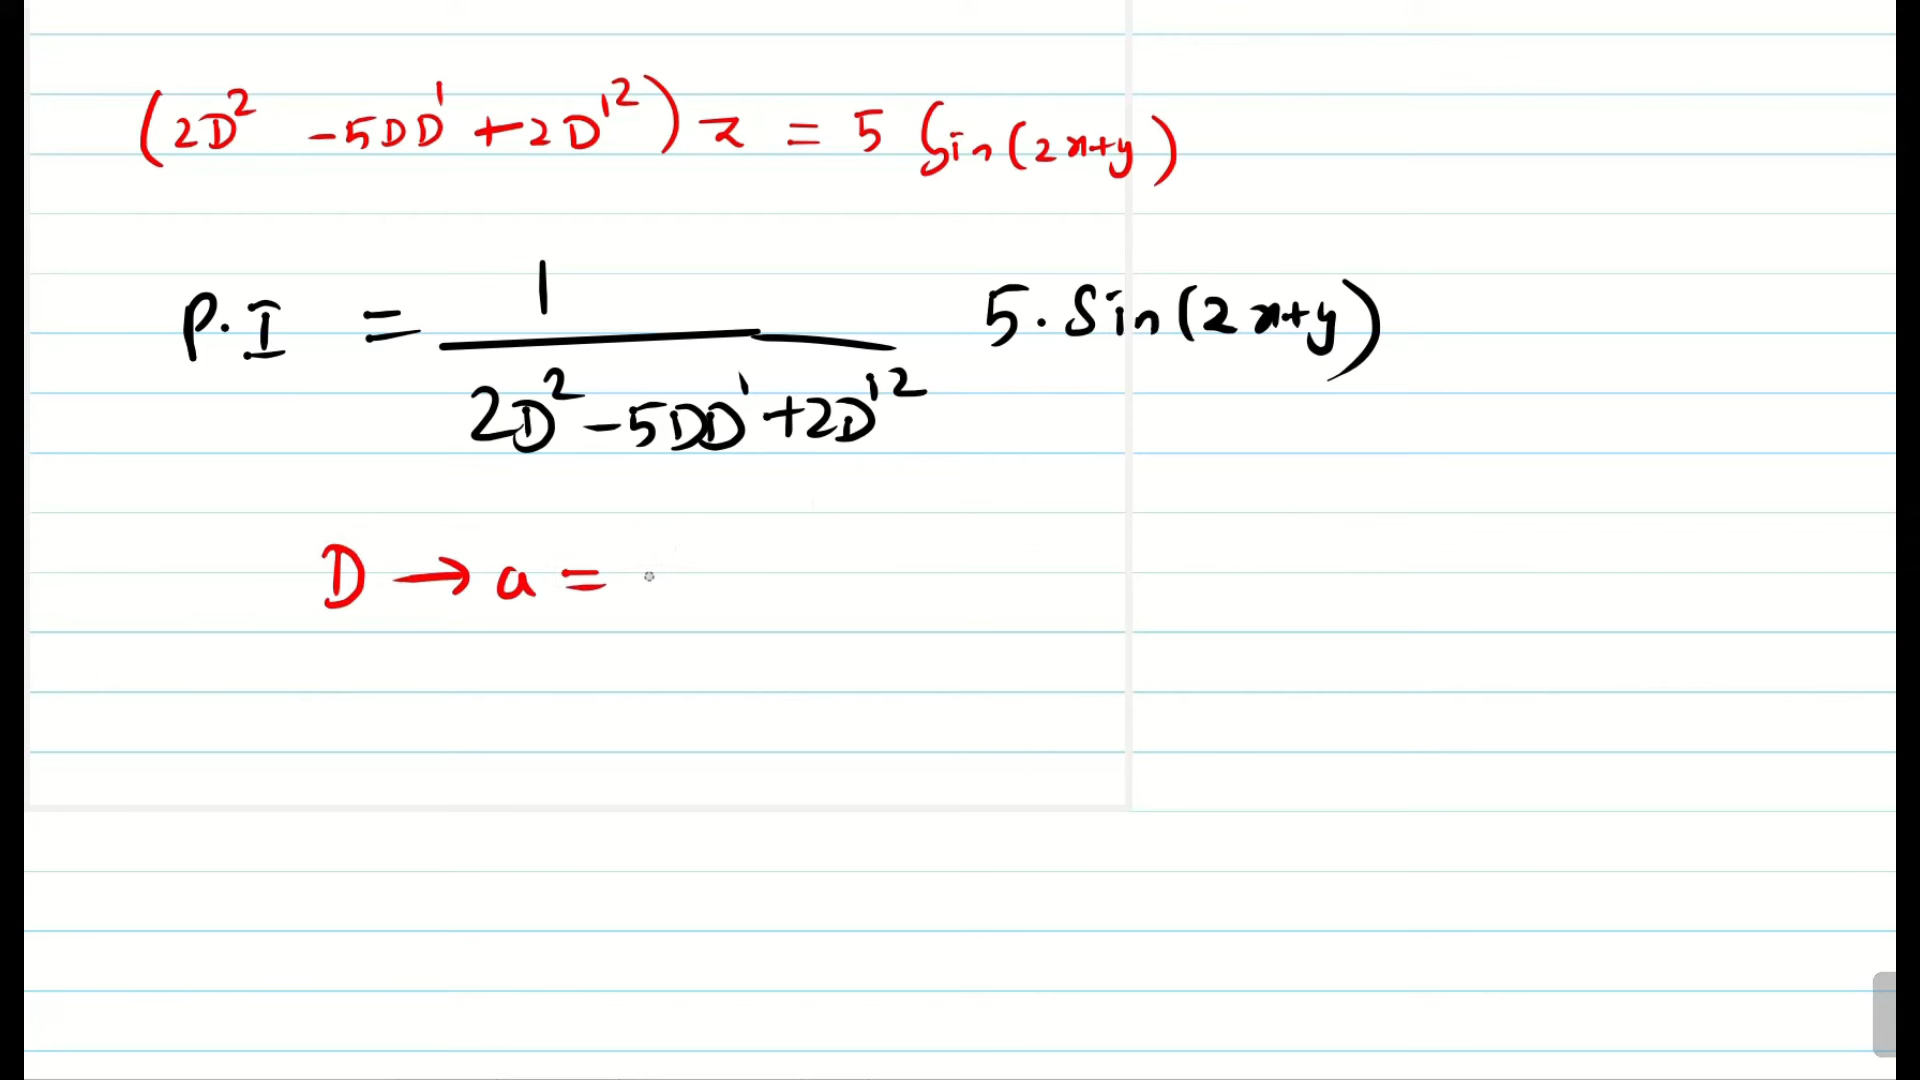 (2D² -5DD' +2D'²) z = 5 Sin(2x+y)
P.I = 1 / (2D² -5DD' +2D'²) 5. Sin(2x+y)
D → a =